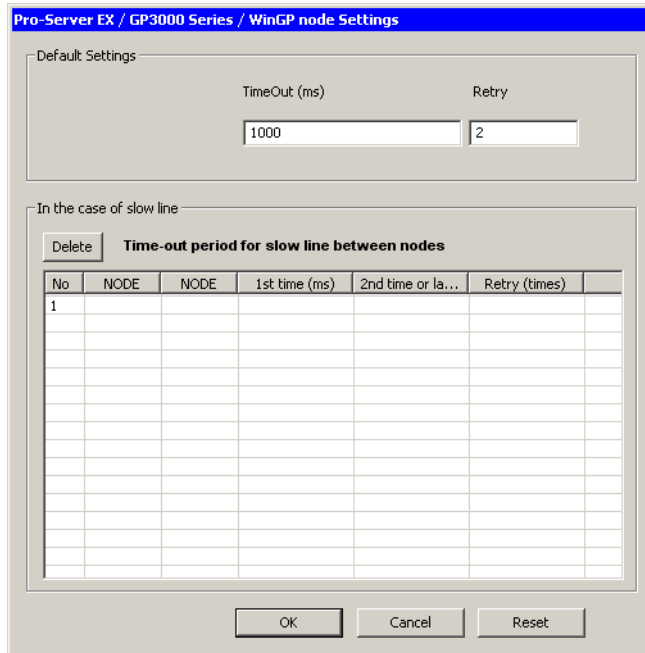 Pro-Server EX / GP3000 Series / WinGP node Settings
Default Settings
TimeOut (ms) Retry
1000 2
In the case of slow line
Delete Time-out period for slow line between nodes
No NODE NODE 1st time (ms) 2nd time or la... Retry (times)
1
OK Cancel Reset